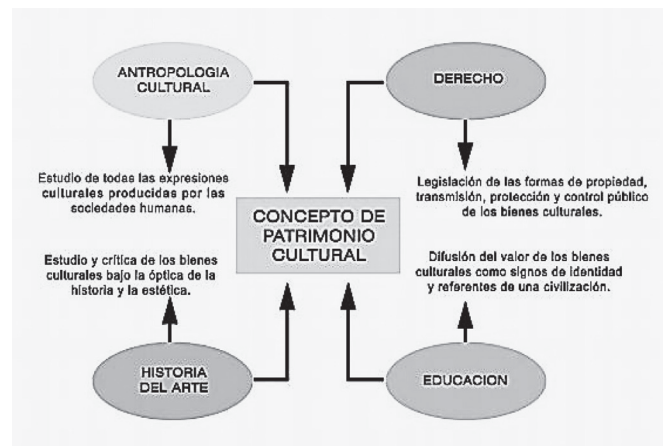 ANTROPOLOGIA
CULTURAL
DERECHO
Estudio de todas las expresiones
culturales producidas por las
sociedades humanas.
Legislación de las formas de propiedad,
transmisión, protección y control público
de los bienes culturales.
CONCEPTO DE
PATRIMONIO
CULTURAL
Estudio y crítica de los bienes
culturales bajo la óptica de la
historia y la estética.
Difusión del valor de los bienes
culturales como signos de identidad
y referentes de una civilización.
HISTORIA
DEL ARTE
EDUCACION